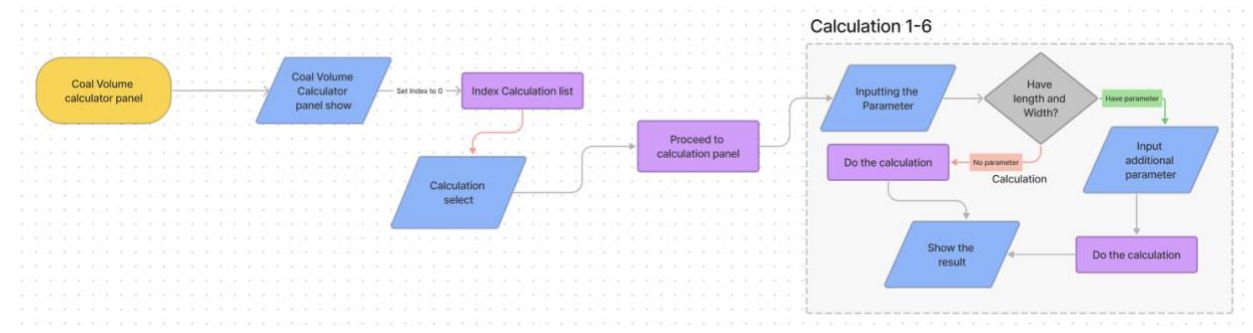 Calculation 1-6
Coal Volume
calculator panel
Coal Volume
Calculator
panel show
Set Index to 0
Index Calculation list
Calculation
select
Proceed to
calculation panel
Inputting the
Parameter
Have
length and
Width?
Have parameter
Input
additional
parameter
No parameter
Calculation
Do the calculation
Do the calculation
Show the
result